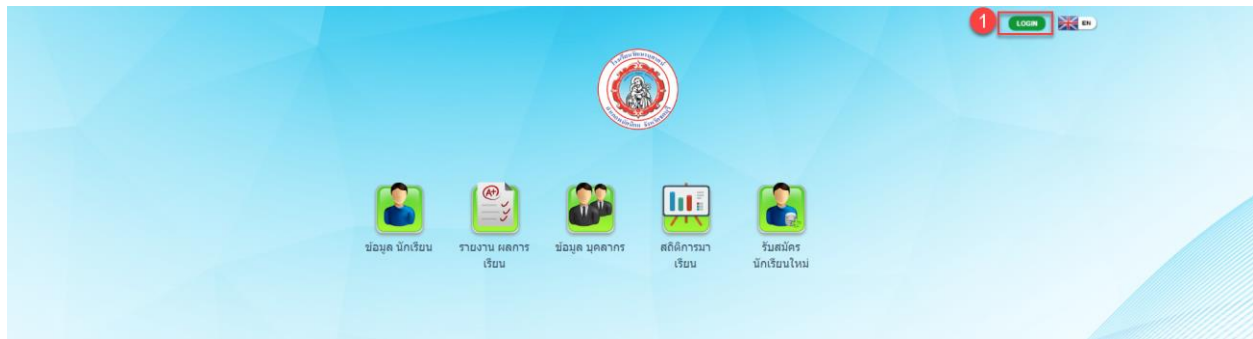 1
LOGIN
EN
A+
ข้อมูล นักเรียน
รายงาน ผลการ
เรียน
ข้อมูล บุคลากร
สถิติการมา
เรียน
รับสมัคร
นักเรียนใหม่